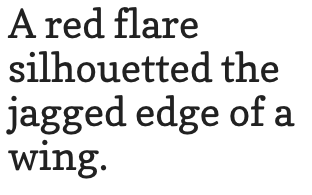 A red flare
silhouetted the
jagged edge of a
wing.